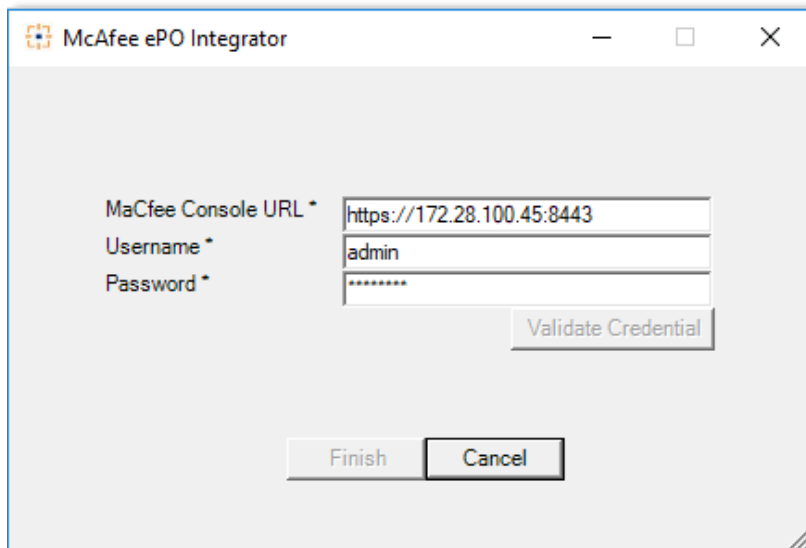 McAfee ePO Integrator
MaCfee Console URL * https://172.28.100.45:8443
Username * admin
Password * ********
Validate Credential
Finish Cancel